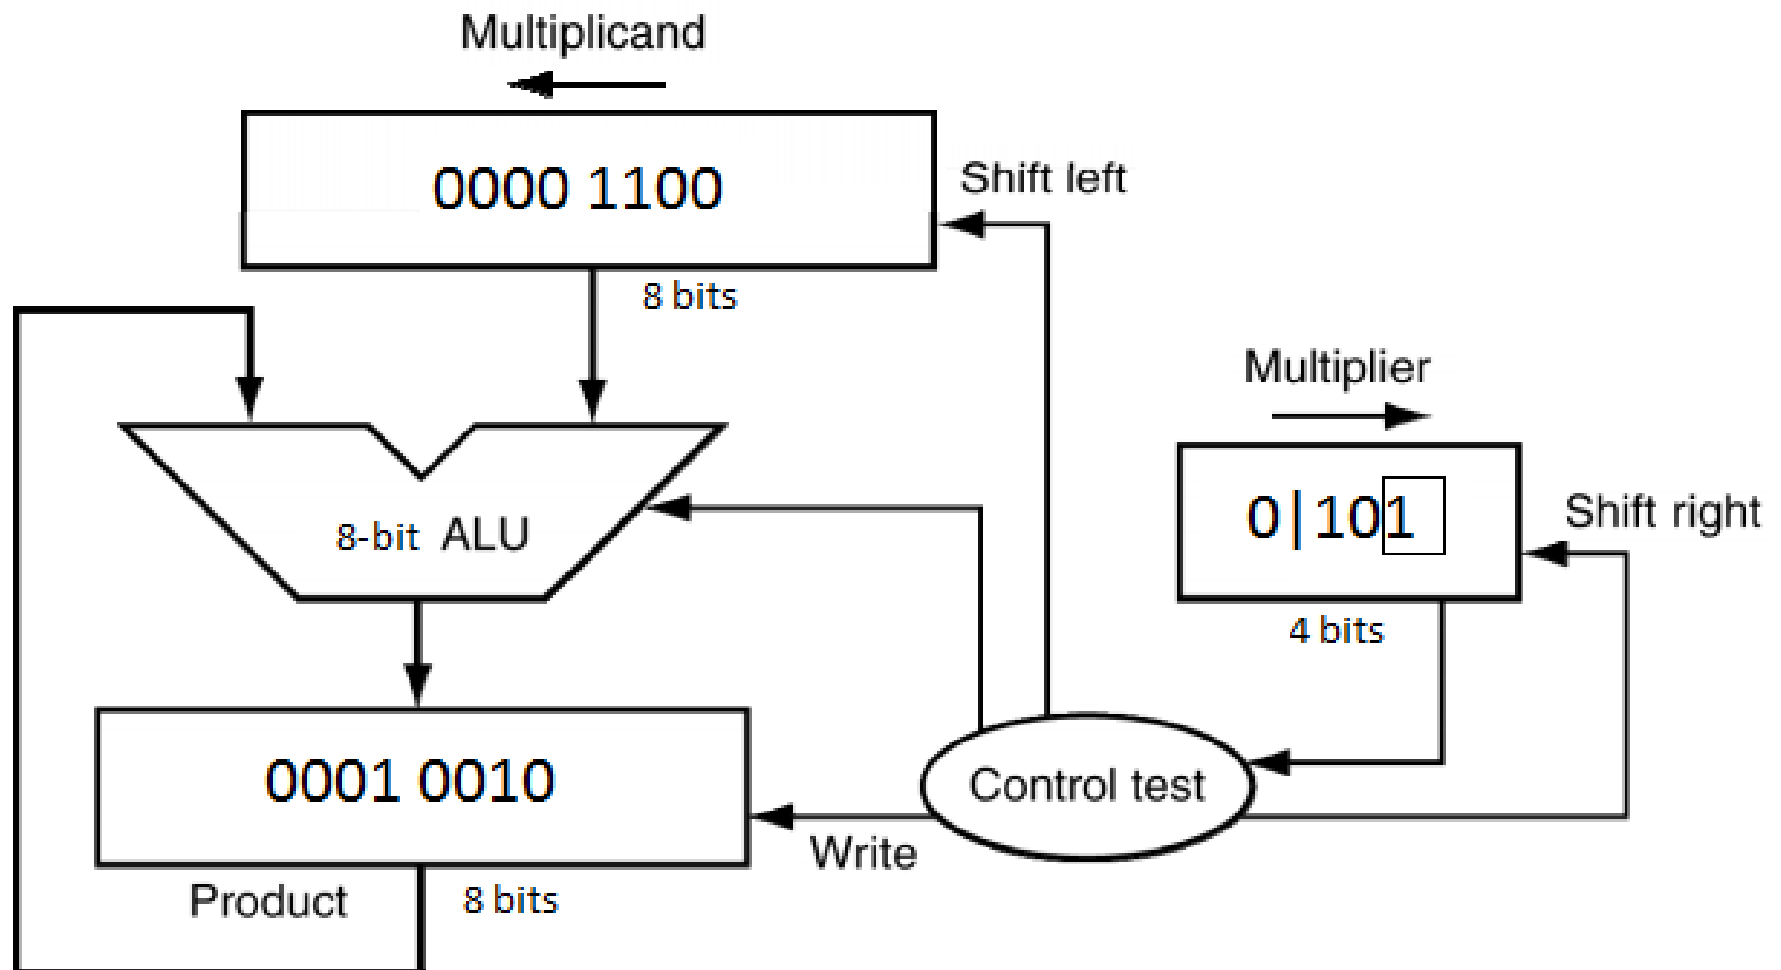 Multiplicand
0000 1100
Shift left
8 bits
Multiplier
0|101
Shift right
8-bit ALU
4 bits
0001 0010
Control test
Write
Product
8 bits